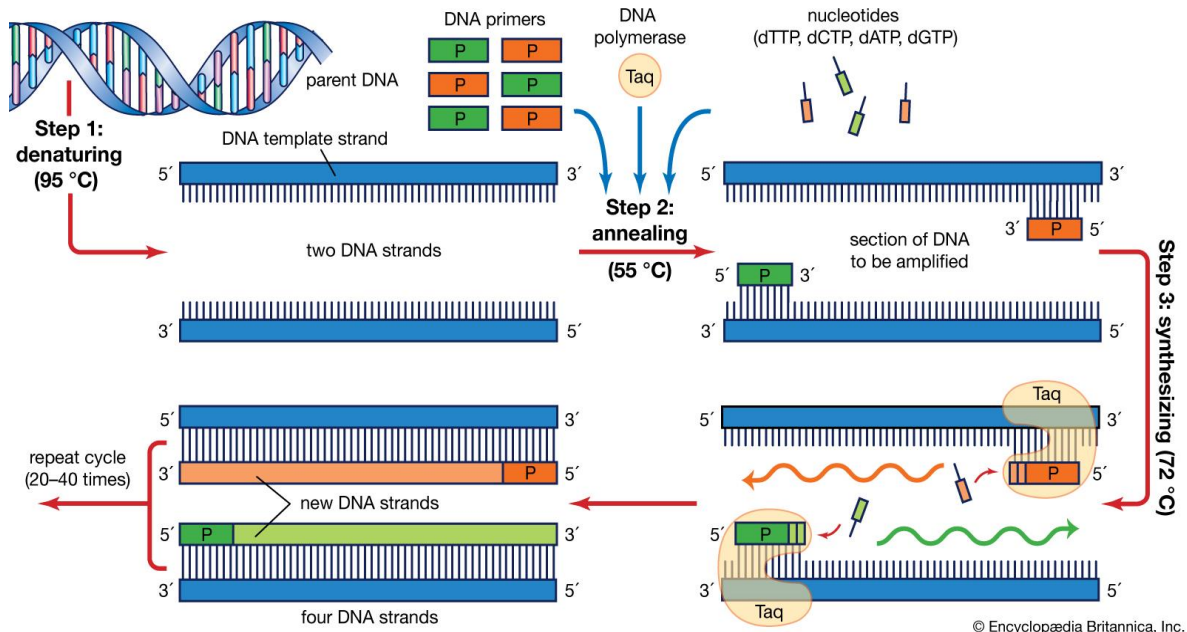 DNA primers
P P
P P
P P
DNA
polymerase
Taq
nucleotides
(dTTP, dCTP, dATP, dGTP)
parent DNA
Step 1:
denaturing
(95 °C)
DNA template strand
5′ 3′
two DNA strands
3′ 5′
Step 2:
annealing
(55 °C)
5′ 3′
3′ P 5′
section of DNA
to be amplified
5′ P 3′
3′ 5′
Step 3: synthesizing (72 °C)
Taq
5′ 3′
P 5′
5′ P
3′ 5′
Taq
5′ 3′
3′ P 5′
new DNA strands
5′ P 3′
3′ 5′
four DNA strands
repeat cycle
(20–40 times)
© Encyclopædia Britannica, Inc.